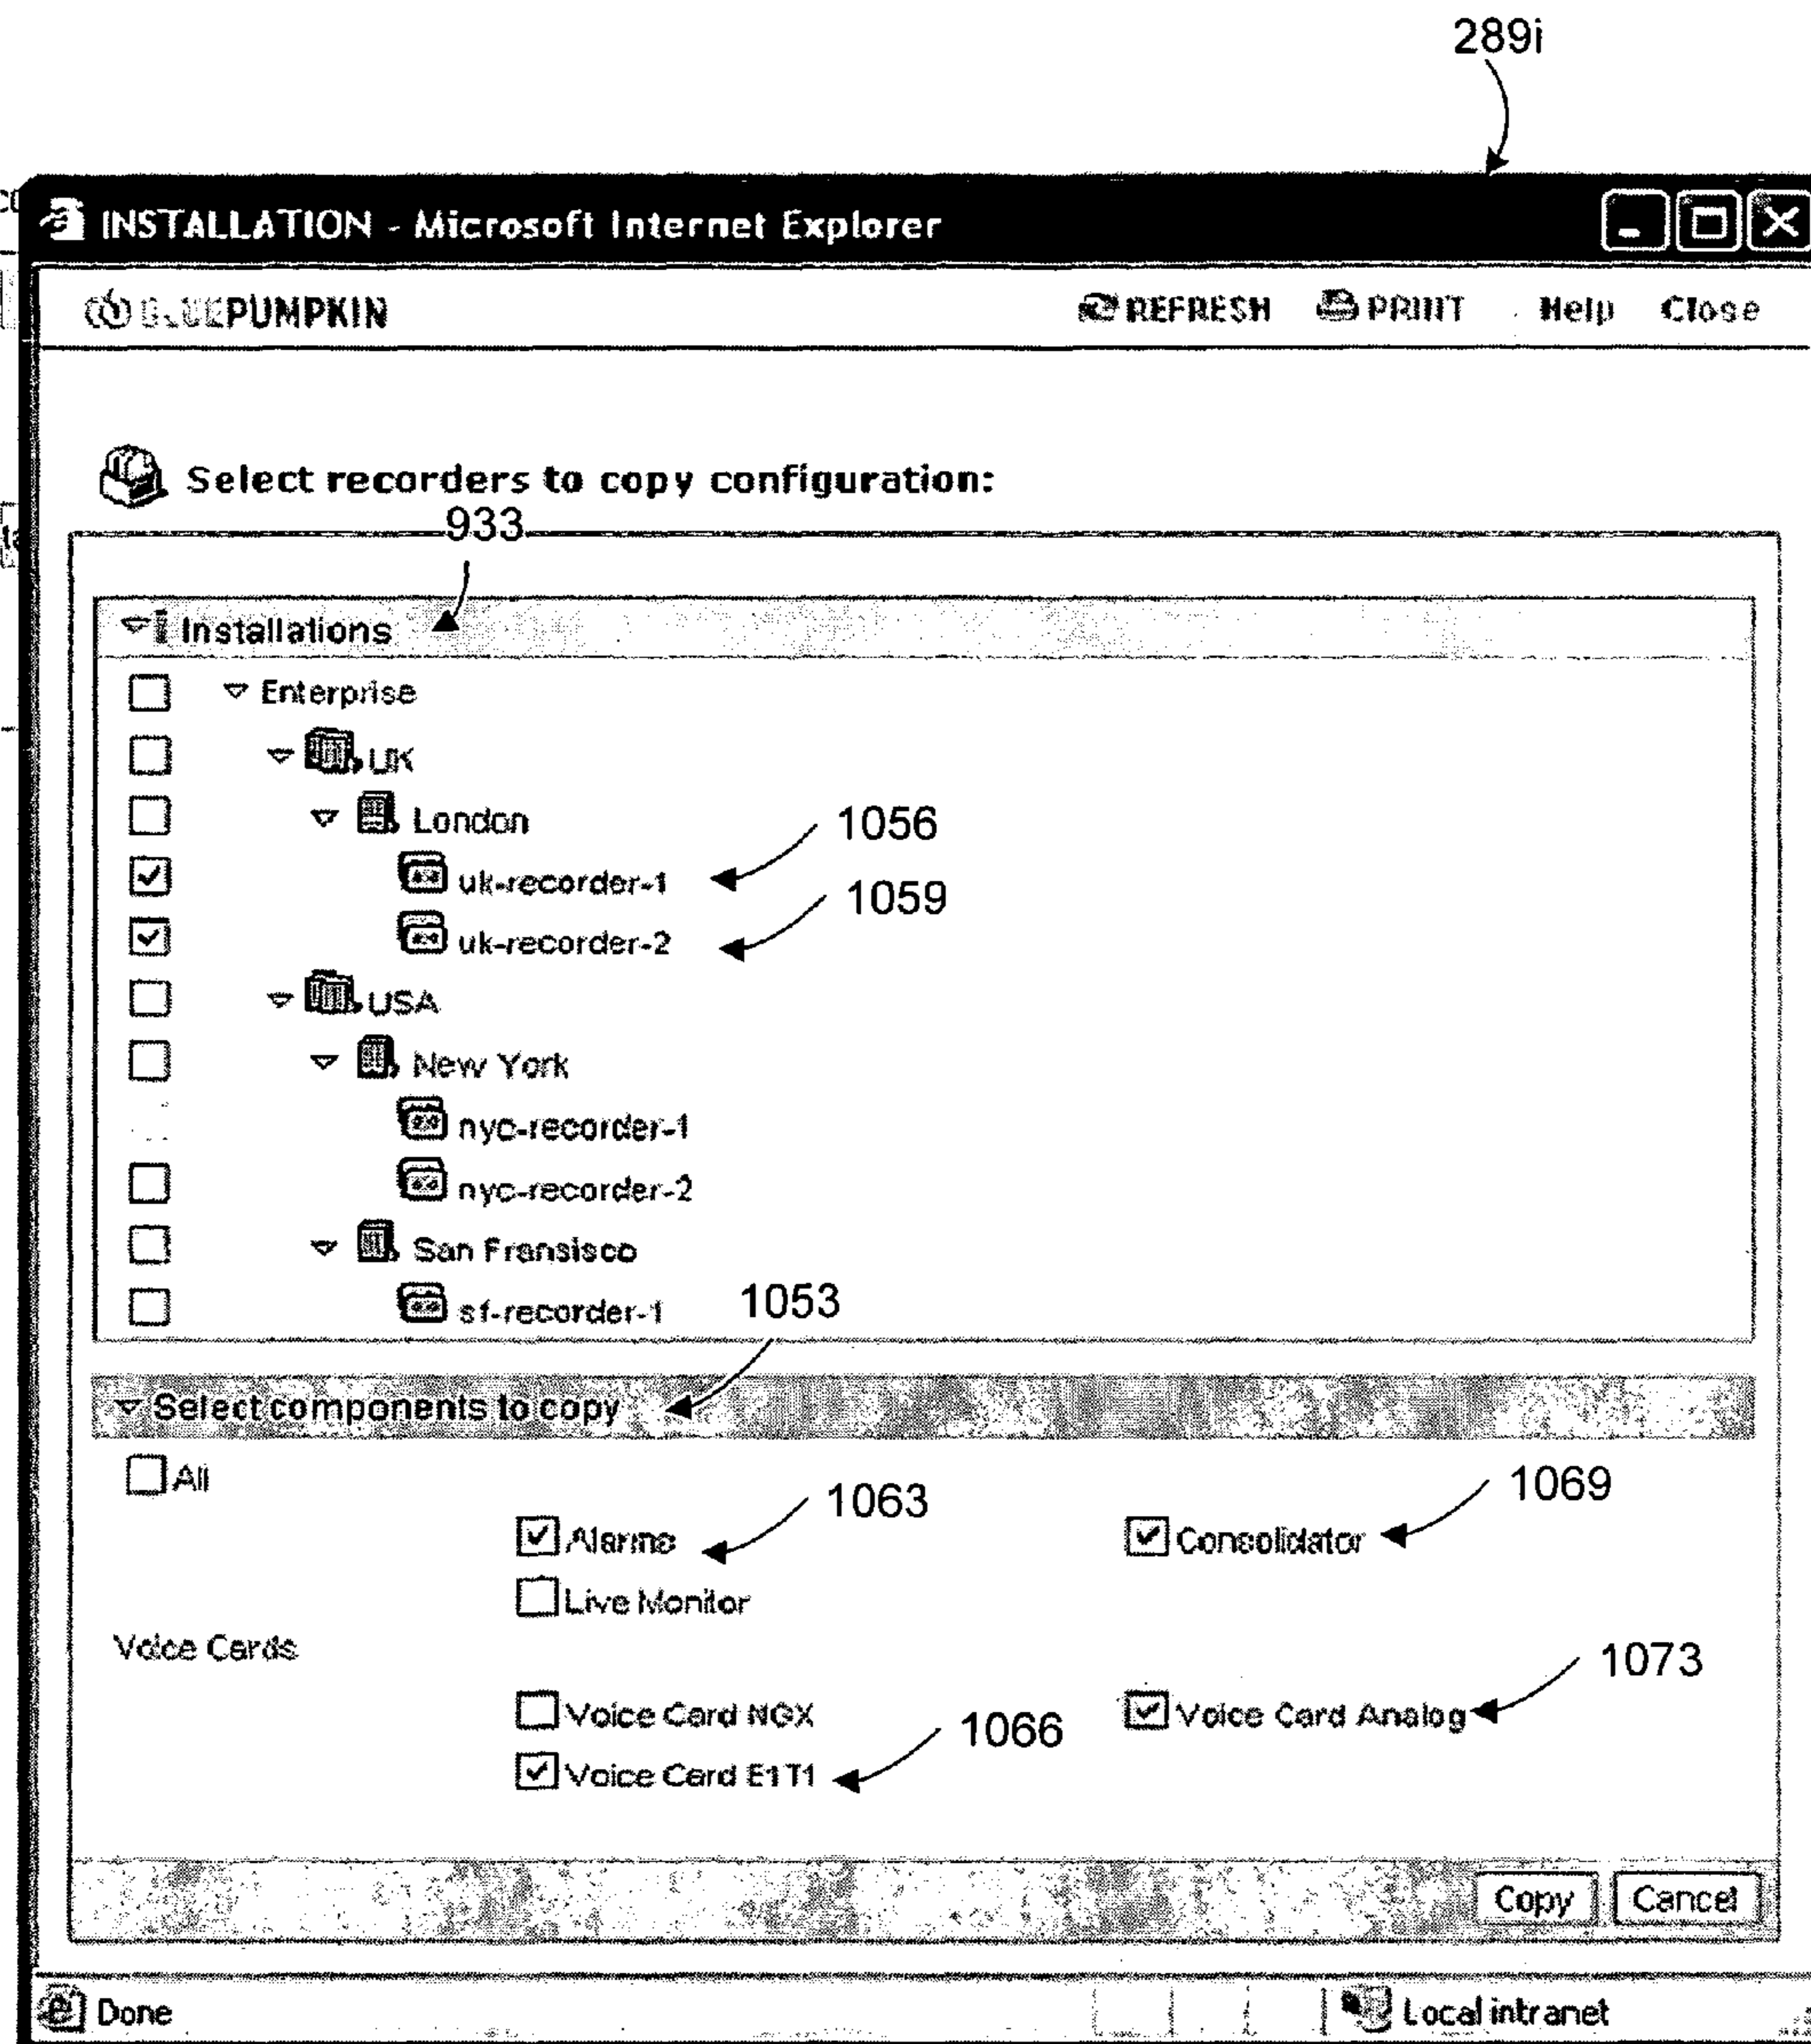 289i
INSTALLATION - Microsoft Internet Explorer
BLUEPUMPKIN REFRESH PRINT Help Close
Select recorders to copy configuration:
933
Installations
Enterprise
UK
London
1056
uk-recorder-1
1059
uk-recorder-2
USA
New York
nyc-recorder-1
nyc-recorder-2
San Fransisco
sf-recorder-1
1053
Select components to copy
All
1063
1069
Alarms
Consolidator
Live Monitor
Voice Cards
1073
Voice Card NGX
Voice Card Analog
1066
Voice Card E1T1
Copy Cancel
Done
Local intranet